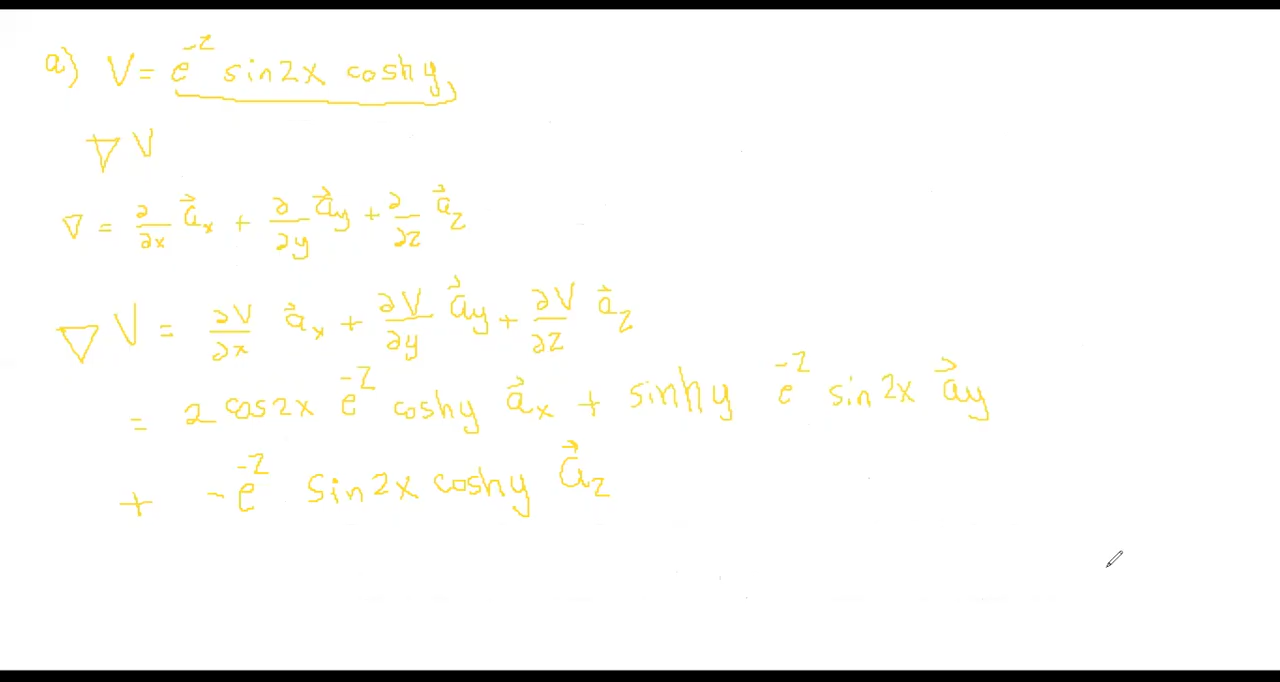 a) V = e^{-z} sin2x coshy
∇ V
∇ = ∂/∂x a⃗x + ∂/∂y a⃗y + ∂/∂z a⃗z
∇ V = ∂V/∂x a⃗x + ∂V/∂y a⃗y + ∂V/∂z a⃗z
= 2 cos2x e^{-z} coshy a⃗x + sinhy e^{-z} sin2x a⃗y
+ -e^{-z} sin2x coshy a⃗z